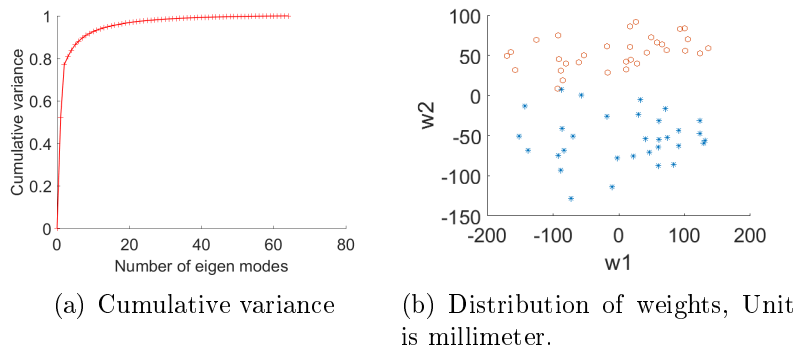 1
0.8
0.6
0.4
0.2
0
Cumulative variance
0 20 40 60 80
Number of eigen modes
(a) Cumulative variance
100
50
0
-50
-100
-150
w2
-200 -100 0 100 200
w1
(b) Distribution of weights, Unit
is millimeter.